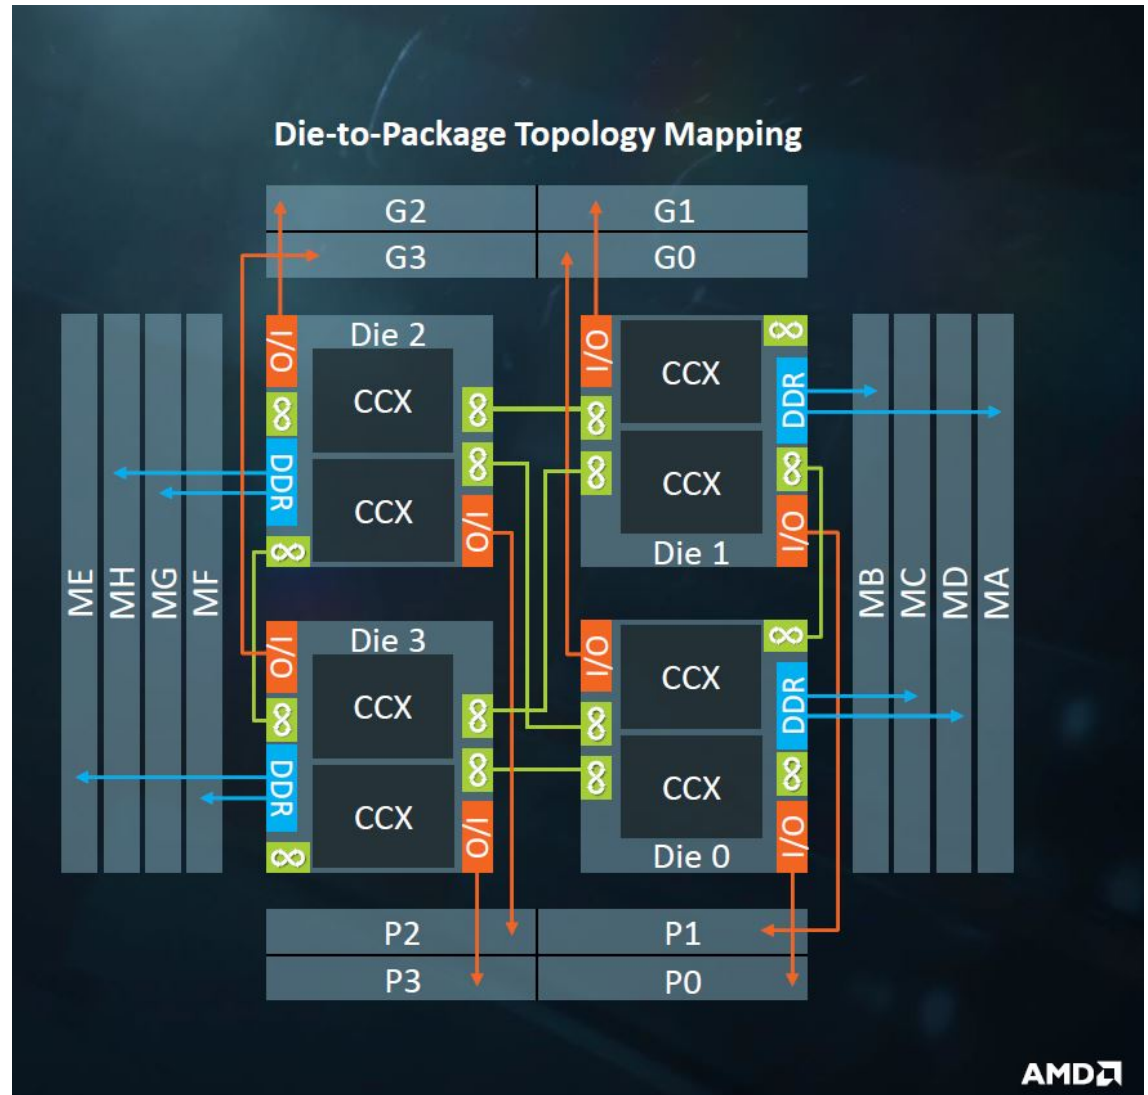 Die-to-Package Topology Mapping
G2 G1
G3 G0
ME
MH
MG
MF
I/O
Die 2
CCX
CCX
DDR
I/O
I/O
CCX
CCX
Die 1
DDR
I/O
MB
MC
MD
MA
I/O
Die 3
CCX
CCX
DDR
I/O
I/O
CCX
CCX
Die 0
DDR
I/O
P2 P1
P3 P0
AMD